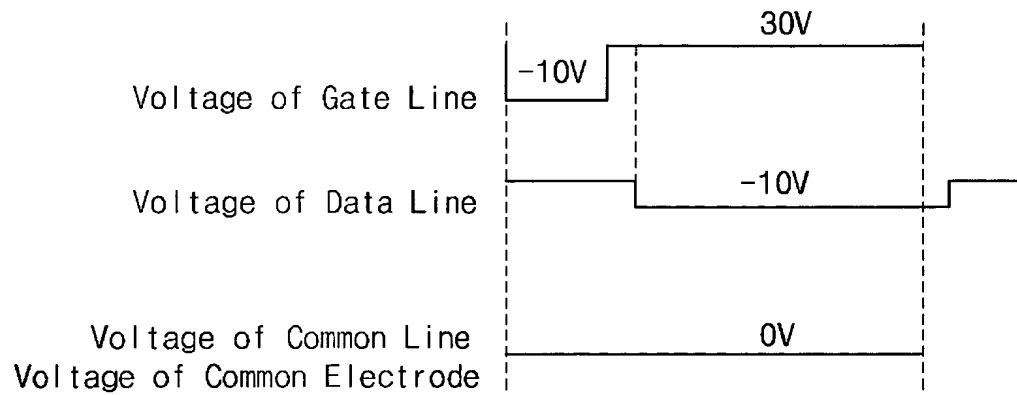 30V
-10V
Voltage of Gate Line
-10V
Voltage of Data Line
0V
Voltage of Common Line
Voltage of Common Electrode